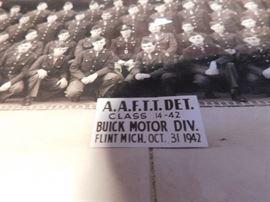 A.A.F.T.T. DET.
CLASS 14-42
BUICK MOTOR DIV.
FLINT MICH, OCT. 31 1942